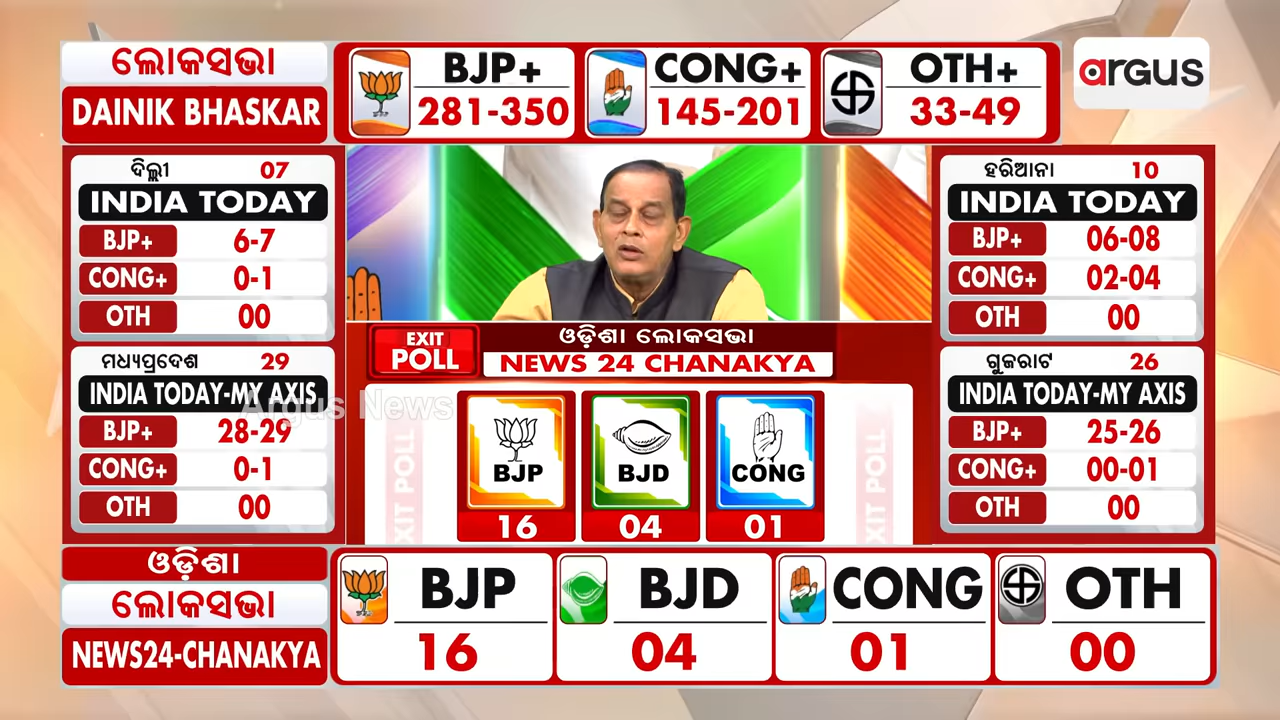 ଲୋକସଭା
DAINIK BHASKAR
BJP+
281-350
CONG+
145-201
OTH+
33-49
argus
ଦିଲ୍ଲୀ 07
INDIA TODAY
BJP+ 6-7
CONG+ 0-1
OTH 00
ମଧ୍ୟପ୍ରଦେଶ 29
INDIA TODAY-MY AXIS
BJP+ 28-29
CONG+ 0-1
OTH 00
EXIT
POLL
ଓଡ଼ିଶା ଲୋକସଭା
NEWS 24 CHANAKYA
Argus News
EXIT POLL
BJP
16
BJD
04
CONG
01
EXIT POLL
ହରିଆନା 10
INDIA TODAY
BJP+ 06-08
CONG+ 02-04
OTH 00
ଗୁଜରାଟ 26
INDIA TODAY-MY AXIS
BJP+ 25-26
CONG+ 00-01
OTH 00
ଓଡ଼ିଶା
ଲୋକସଭା
NEWS24-CHANAKYA
BJP
16
BJD
04
CONG
01
OTH
00